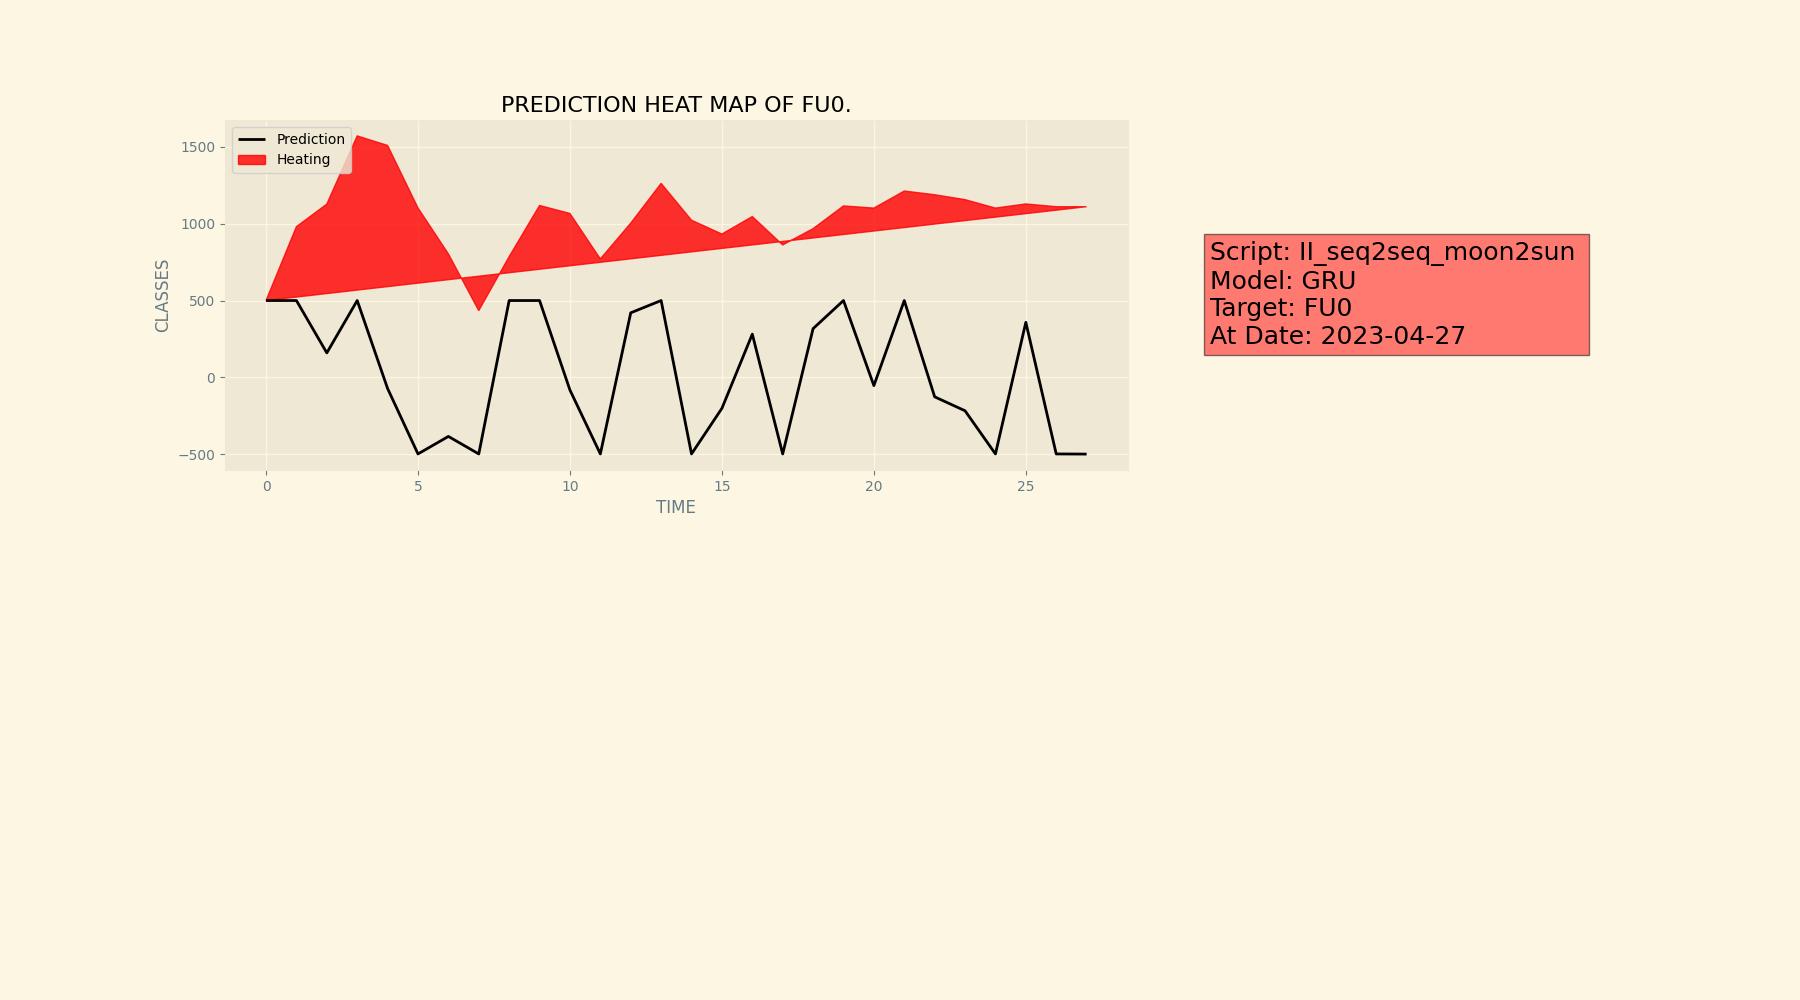 PREDICTION HEAT MAP OF FU0.
Prediction
Heating
1500
1000
500
0
−500
CLASSES
0 5 10 15 20 25
TIME
Script: II_seq2seq_moon2sun
Model: GRU
Target: FU0
At Date: 2023-04-27